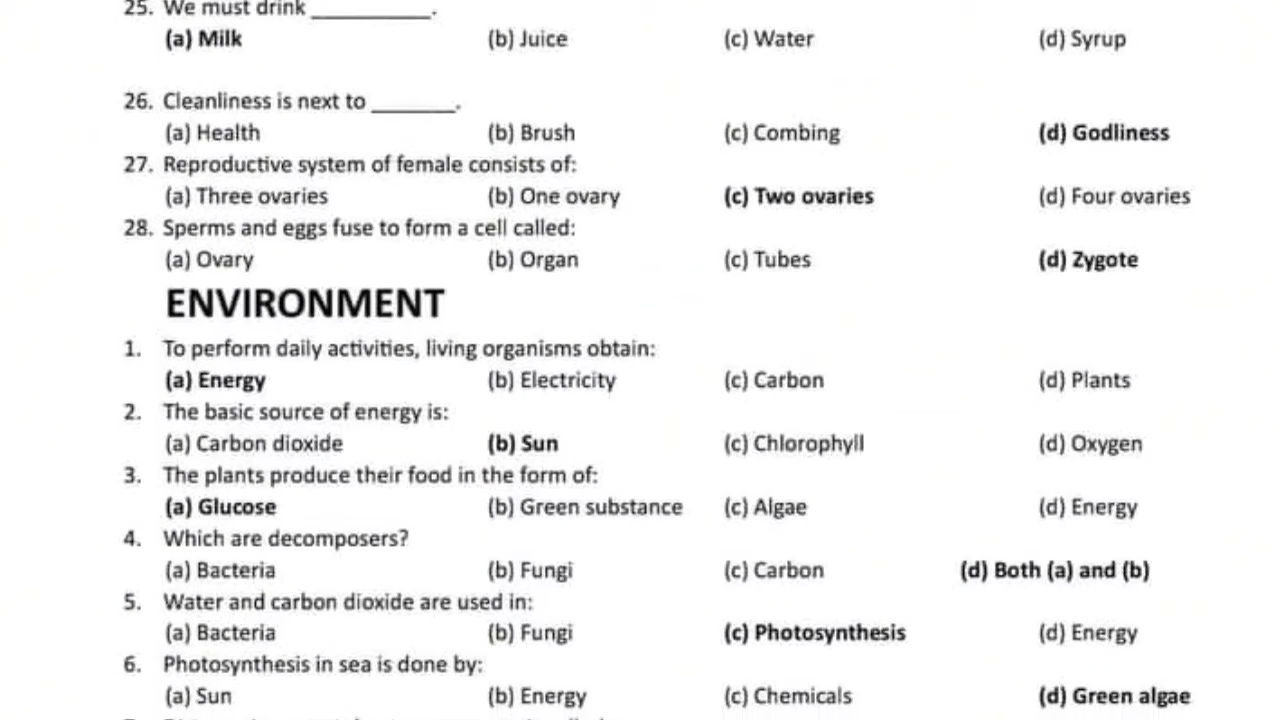 25. We must drink __________.
(a) Milk (b) Juice (c) Water (d) Syrup
26. Cleanliness is next to _______.
(a) Health (b) Brush (c) Combing (d) Godliness
27. Reproductive system of female consists of:
(a) Three ovaries (b) One ovary (c) Two ovaries (d) Four ovaries
28. Sperms and eggs fuse to form a cell called:
(a) Ovary (b) Organ (c) Tubes (d) Zygote
ENVIRONMENT
1. To perform daily activities, living organisms obtain:
(a) Energy (b) Electricity (c) Carbon (d) Plants
2. The basic source of energy is:
(a) Carbon dioxide (b) Sun (c) Chlorophyll (d) Oxygen
3. The plants produce their food in the form of:
(a) Glucose (b) Green substance (c) Algae (d) Energy
4. Which are decomposers?
(a) Bacteria (b) Fungi (c) Carbon (d) Both (a) and (b)
5. Water and carbon dioxide are used in:
(a) Bacteria (b) Fungi (c) Photosynthesis (d) Energy
6. Photosynthesis in sea is done by:
(a) Sun (b) Energy (c) Chemicals (d) Green algae